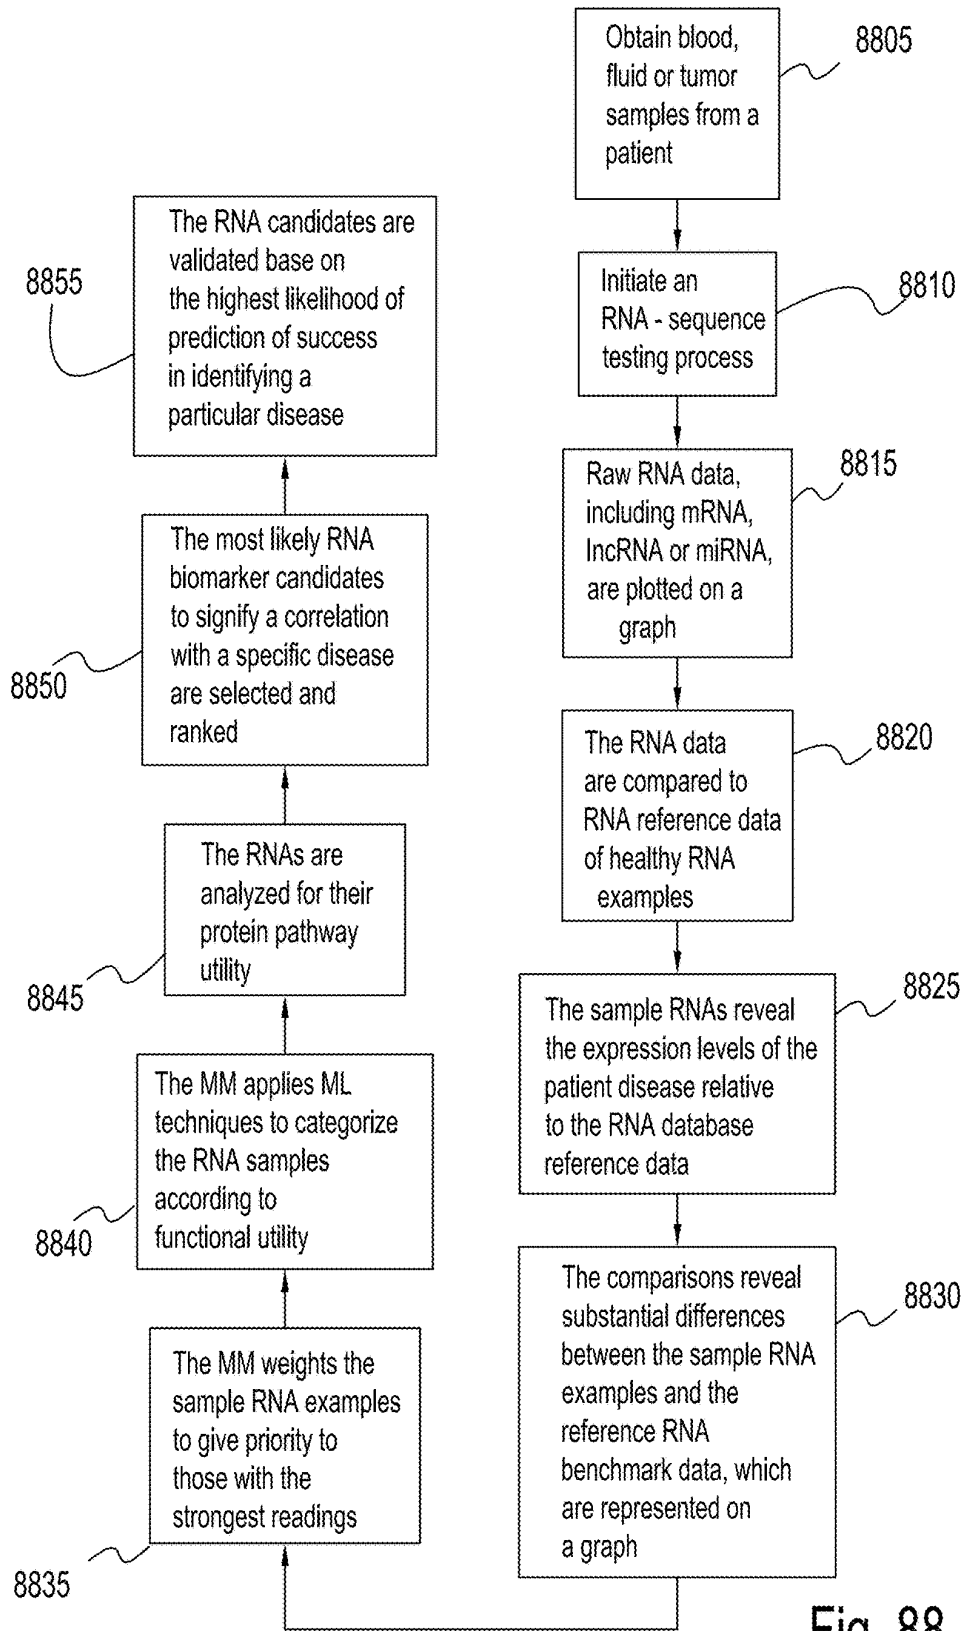 Obtain blood,
fluid or tumor
samples from a
patient
8805
Initiate an
RNA - sequence
testing process
8810
Raw RNA data,
including mRNA,
lncRNA or miRNA,
are plotted on a
graph
8815
The RNA data
are compared to
RNA reference data
of healthy RNA
examples
8820
The sample RNAs reveal
the expression levels of the
patient disease relative
to the RNA database
reference data
8825
The comparisons reveal
substantial differences
between the sample RNA
examples and the
reference RNA
benchmark data, which
are represented on
a graph
8830
The MM weights the
sample RNA examples
to give priority to
those with the
strongest readings
8835
The MM applies ML
techniques to categorize
the RNA samples
according to
functional utility
8840
The RNAs are
analyzed for their
protein pathway
utility
8845
The most likely RNA
biomarker candidates
to signify a correlation
with a specific disease
are selected and
ranked
8850
The RNA candidates are
validated base on
the highest likelihood of
prediction of success
in identifying a
particular disease
8855
Fig. 88